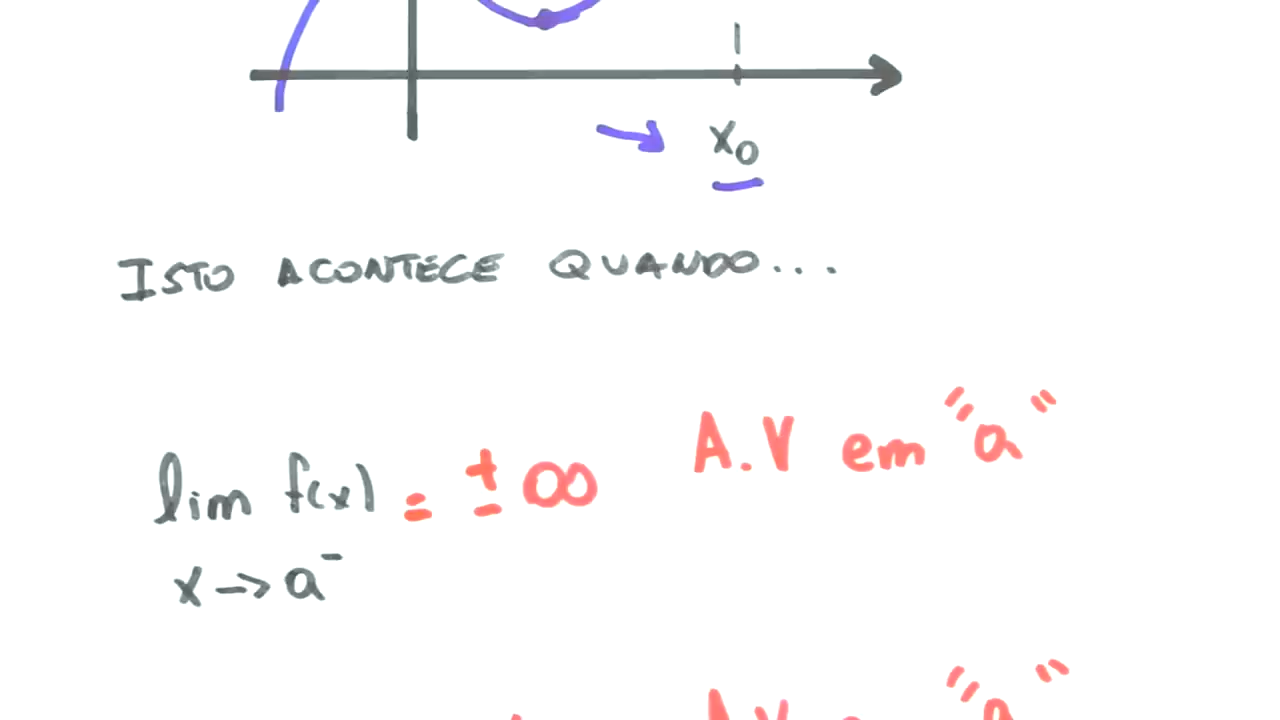 x₀
ISTO ACONTECE QUANDO...
A.V em "a"
lim f(x) = ± ∞
x -> a⁻
A.V